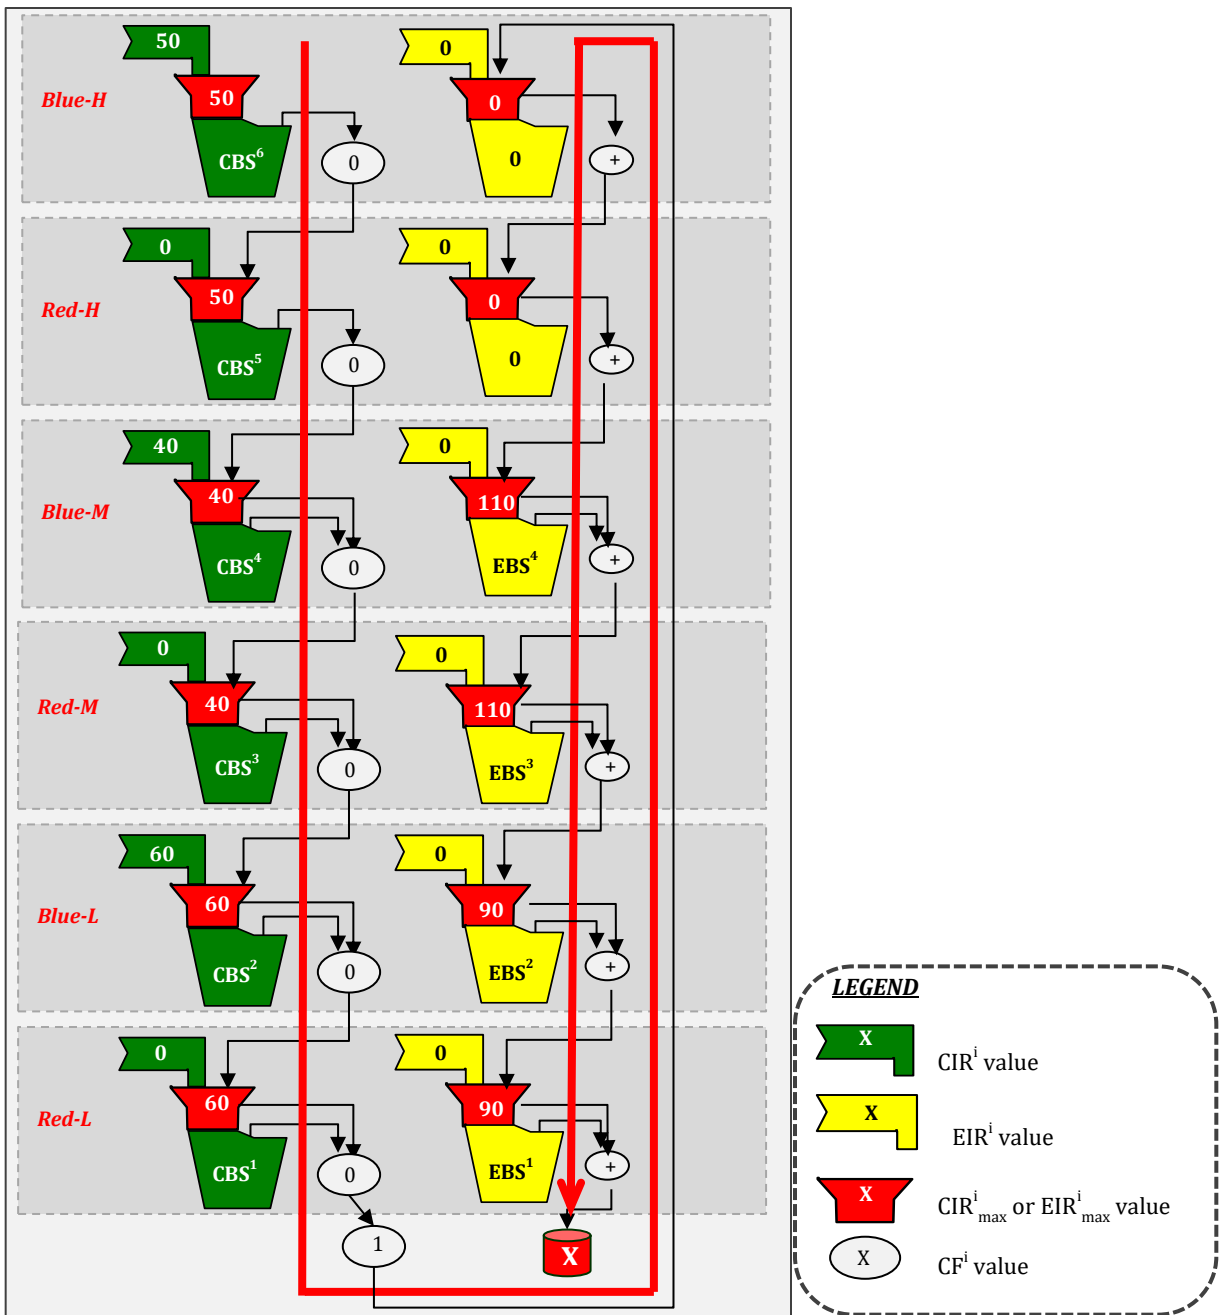 50 0
Blue-H 50 0
CBS6 0 0 +
0 0
Red-H 50 0
CBS5 0 0 +
40 0
Blue-M 40 110
CBS4 0 EBS4 +
0 0
Red-M 40 110
CBS3 0 EBS3 +
60 0
Blue-L 60 90
CBS2 0 EBS2 +
0 0
Red-L 60 90
CBS1 0 EBS1 +
1 X
LEGEND
X CIRi value
X EIRi value
X CIRimax or EIRimax value
X CFi value